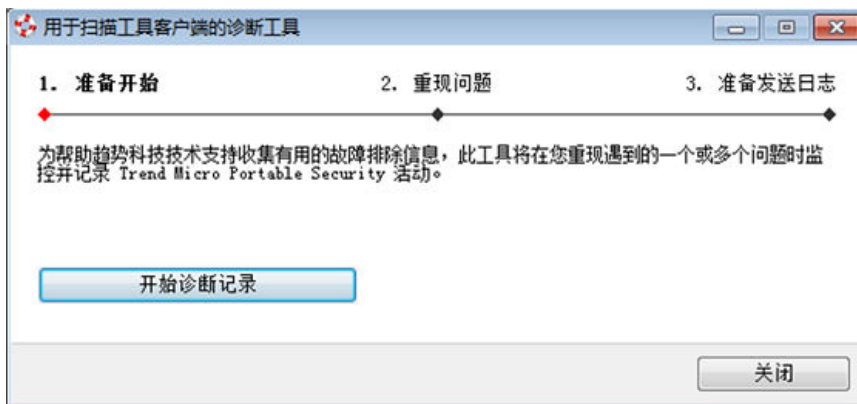 用于扫描工具客户端的诊断工具
1. 准备开始 2. 重现问题 3. 准备发送日志
为帮助趋势科技技术支持收集有用的故障排除信息，此工具将在您重现遇到的一个或多个问题时监
控并记录 Trend Micro Portable Security 活动。
开始诊断记录
关闭